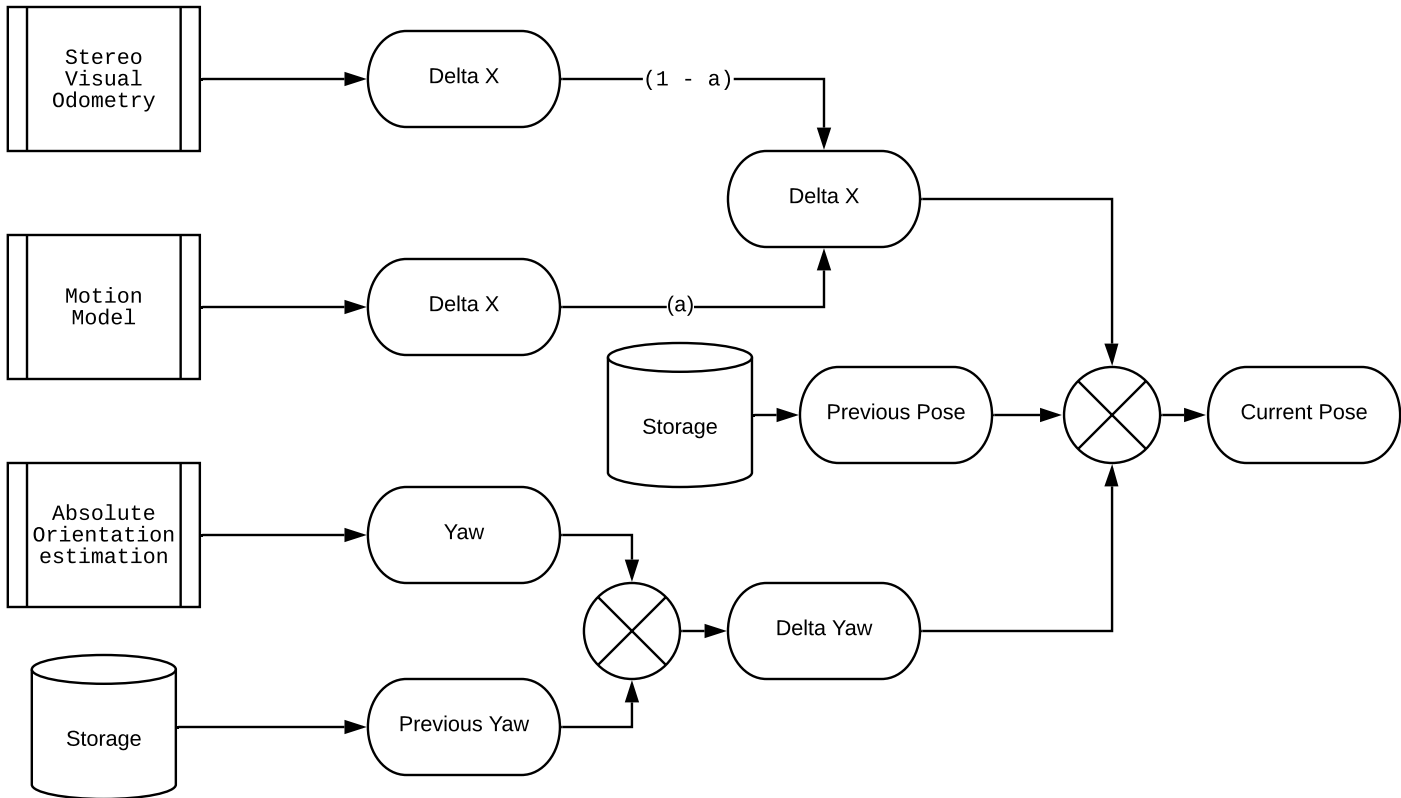 Stereo
Visual
Odometry
Delta X
(1 - a)
Delta X
Motion
Model
Delta X
(a)
Storage
Previous Pose
Current Pose
Absolute
Orientation
estimation
Yaw
Delta Yaw
Storage
Previous Yaw